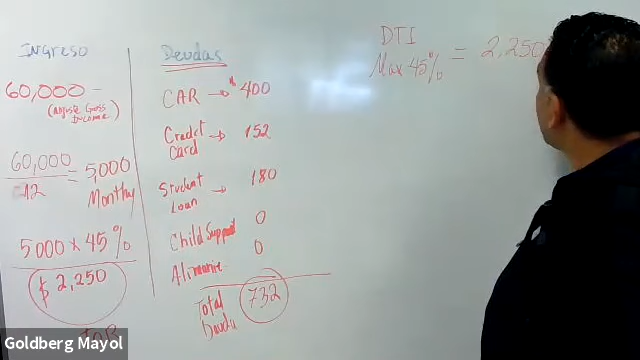 Ingreso
60,000 -
(Adjuste Gross
Income)
60,000
12
= 5,000
Monthly
5000 x 45%
$ 2,250
Deudas
CAR → 400
Credit
Card → 152
Student
Loan → 180
Child Support 0
Alimonie 0
Total
Deuda
732
DTI
Max 45% = 2,250
Goldberg Mayol